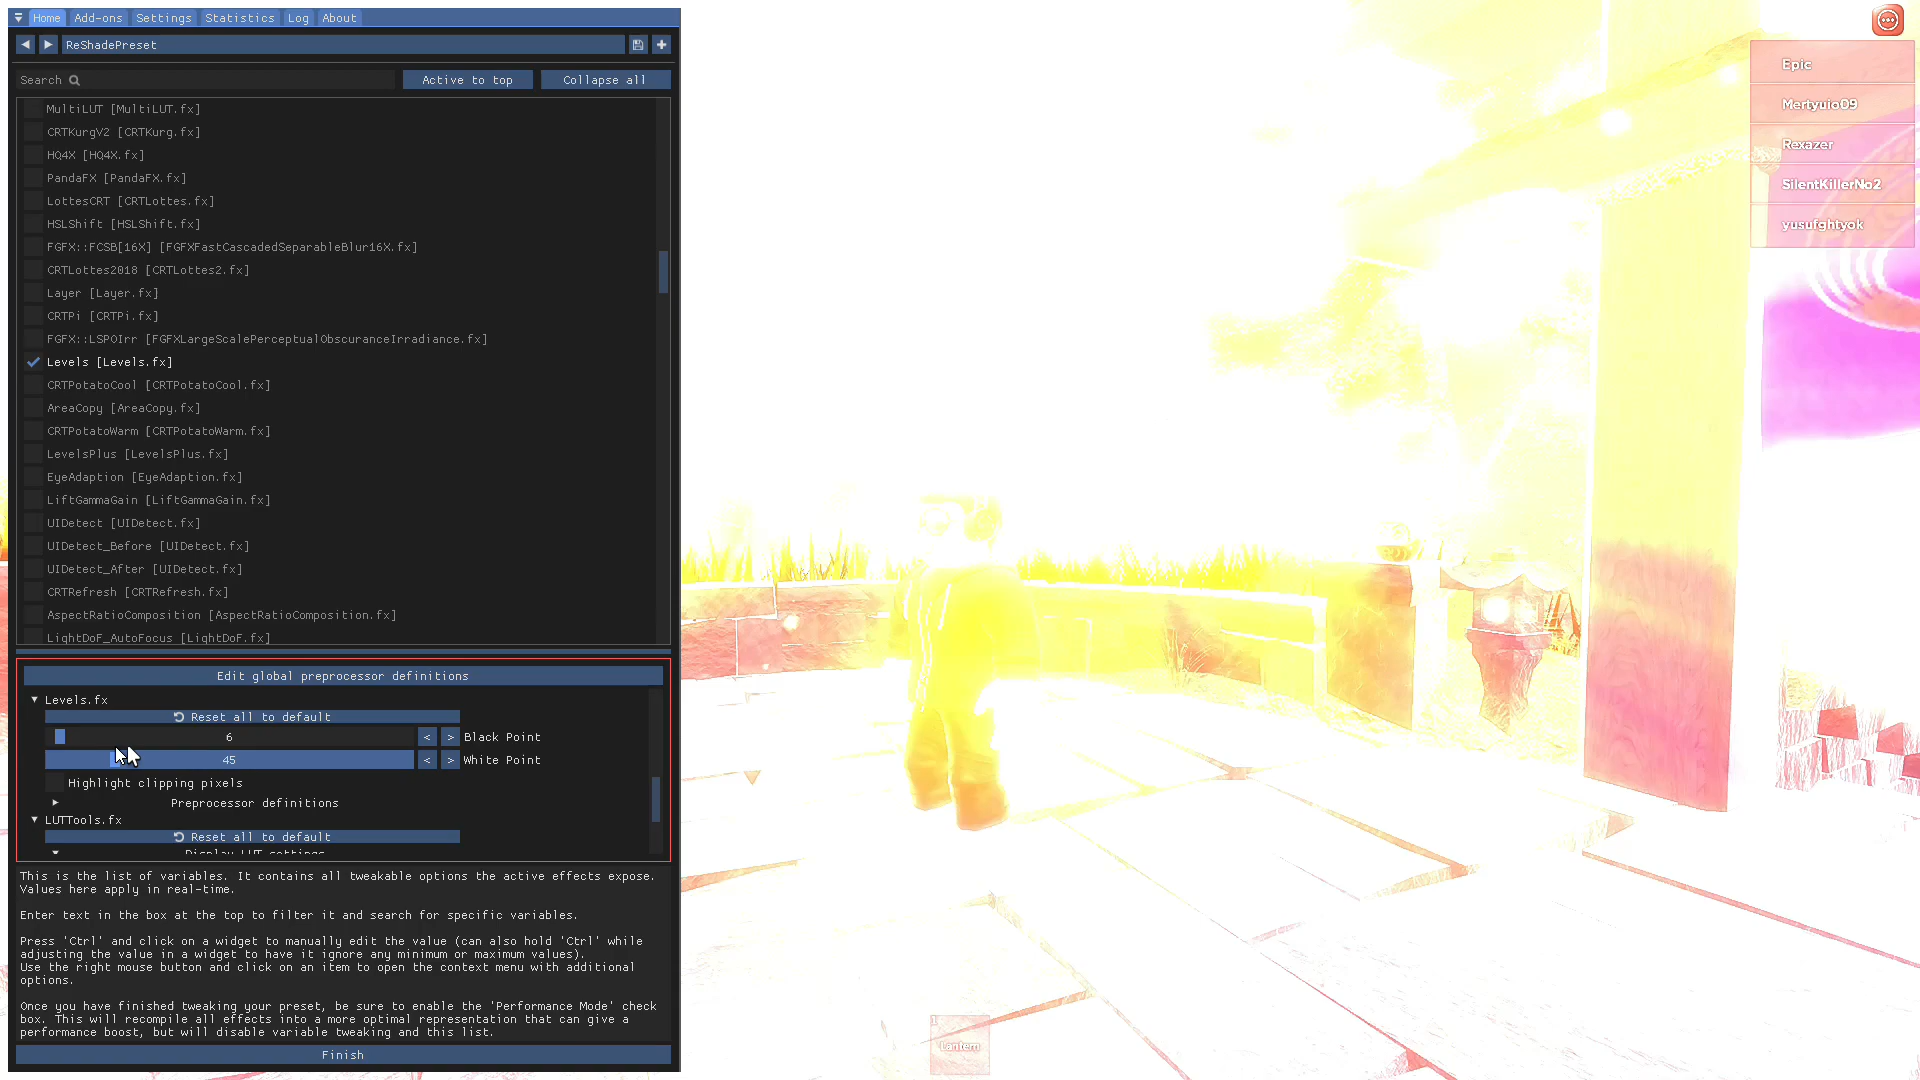 Home Add-ons Settings Statistics Log About
ReShadePreset
Search Active to top Collapse all
MultiLUT [MultiLUT.fx]
CRTKurgV2 [CRTKurg.fx]
HQ4X [HQ4X.fx]
PandaFX [PandaFX.fx]
LottesCRT [CRTLottes.fx]
HSLShift [HSLShift.fx]
FGFX::FCSB[16X] [FGFXFastCascadedSeparableBlur16X.fx]
CRTLottes2018 [CRTLottes2.fx]
Layer [Layer.fx]
CRTPi [CRTPi.fx]
FGFX::LSPOIrr [FGFXLargeScalePerceptualObscuranceIrradiance.fx]
Levels [Levels.fx]
CRTPotatoCool [CRTPotatoCool.fx]
AreaCopy [AreaCopy.fx]
CRTPotatoWarm [CRTPotatoWarm.fx]
LevelsPlus [LevelsPlus.fx]
EyeAdaption [EyeAdaption.fx]
LiftGammaGain [LiftGammaGain.fx]
UIDetect [UIDetect.fx]
UIDetect_Before [UIDetect.fx]
UIDetect_After [UIDetect.fx]
CRTRefresh [CRTRefresh.fx]
AspectRatioComposition [AspectRatioComposition.fx]
LightDoF_AutoFocus [LightDoF.fx]
Edit global preprocessor definitions
Levels.fx
Reset all to default
6 < > Black Point
45 < > White Point
Highlight clipping pixels
Preprocessor definitions
LUTTools.fx
Reset all to default
Display LUT settings
This is the list of variables. It contains all tweakable options the active effects expose.
Values here apply in real-time.
Enter text in the box at the top to filter it and search for specific variables.
Press 'Ctrl' and click on a widget to manually edit the value (can also hold 'Ctrl' while
adjusting the value in a widget to have it ignore any minimum or maximum values).
Use the right mouse button and click on an item to open the context menu with additional
options.
Once you have finished tweaking your preset, be sure to enable the 'Performance Mode' check
box. This will recompile all effects into a more optimal representation that can give a
performance boost, but will disable variable tweaking and this list.
Finish
Epic
Mertyuio09
Rexazer
SilentKillerNo2
yusufghtyok
1
Lantern